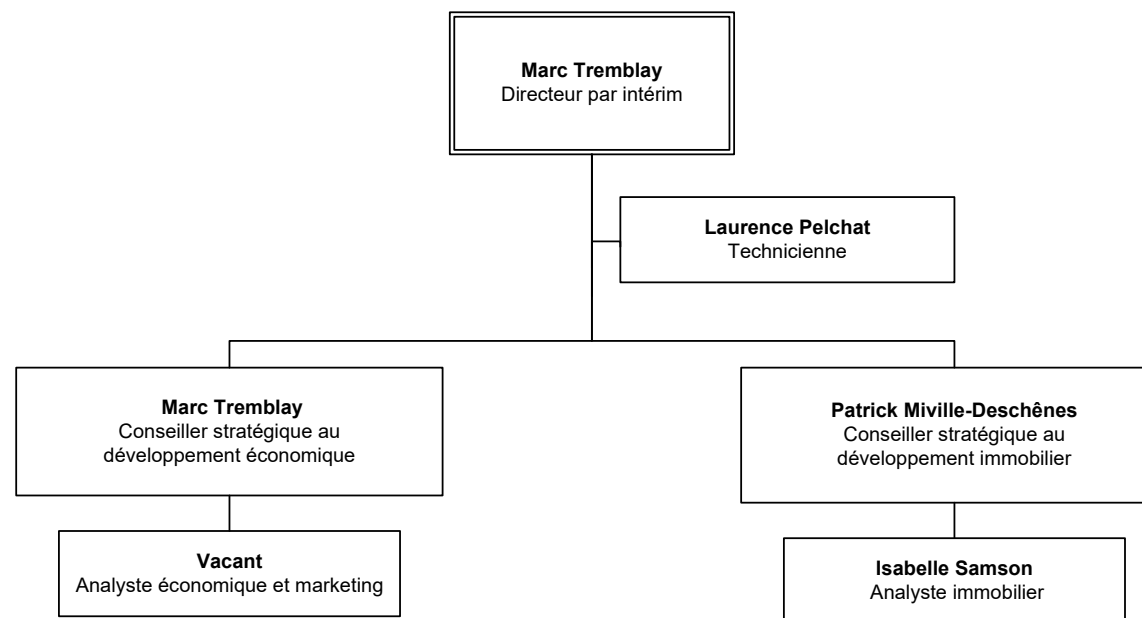 Marc Tremblay
Directeur par intérim
Laurence Pelchat
Technicienne
Marc Tremblay
Conseiller stratégique au
développement économique
Patrick Miville-Deschênes
Conseiller stratégique au
développement immobilier
Vacant
Analyste économique et marketing
Isabelle Samson
Analyste immobilier